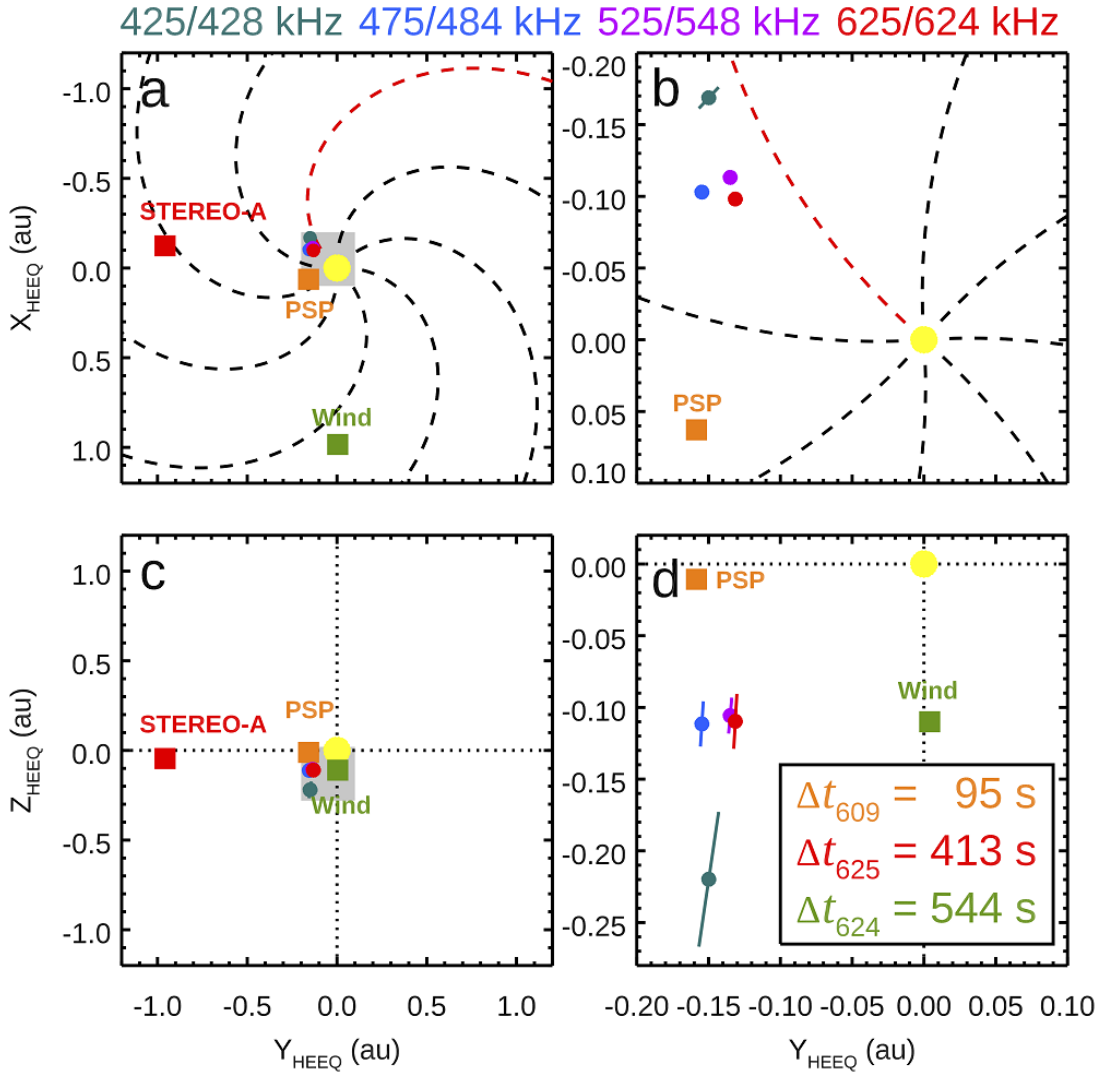 425/428 kHz 475/484 kHz 525/548 kHz 625/624 kHz
a
STEREO-A
PSP
Wind
-1.0
-0.5
0.0
0.5
1.0
X_HEEQ (au)
b
PSP
-0.20
-0.15
-0.10
-0.05
0.00
0.05
0.10
c
PSP
STEREO-A
Wind
1.0
0.5
0.0
-0.5
-1.0
Z_HEEQ (au)
-1.0 -0.5 0.0 0.5 1.0
Y_HEEQ (au)
d
PSP
Wind
0.00
-0.05
-0.10
-0.15
-0.20
-0.25
Δt_609 = 95 s
Δt_625 = 413 s
Δt_624 = 544 s
-0.20 -0.15 -0.10 -0.05 0.00 0.05 0.10
Y_HEEQ (au)